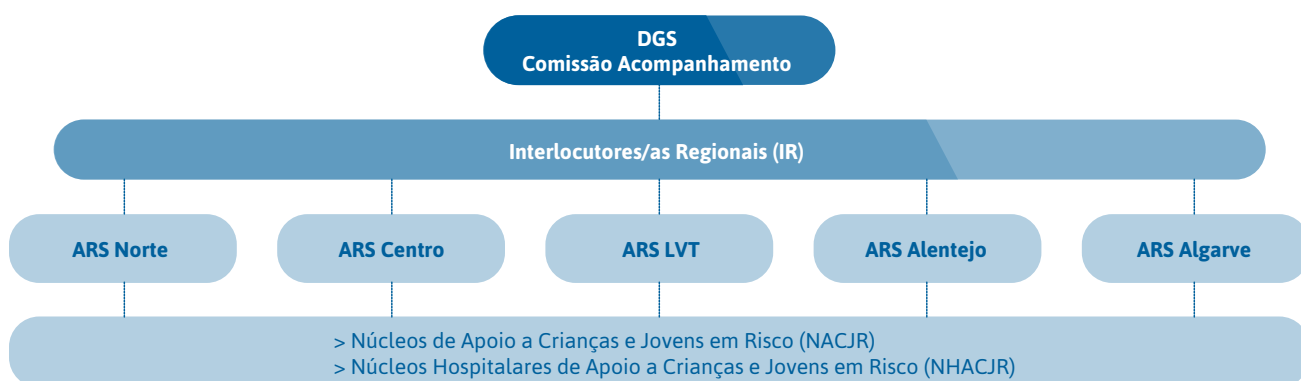 DGS
Comissão Acompanhamento
Interlocutores/as Regionais (IR)
ARS Norte
ARS Centro
ARS LVT
ARS Alentejo
ARS Algarve
> Núcleos de Apoio a Crianças e Jovens em Risco (NACJR)
> Núcleos Hospitalares de Apoio a Crianças e Jovens em Risco (NHACJR)